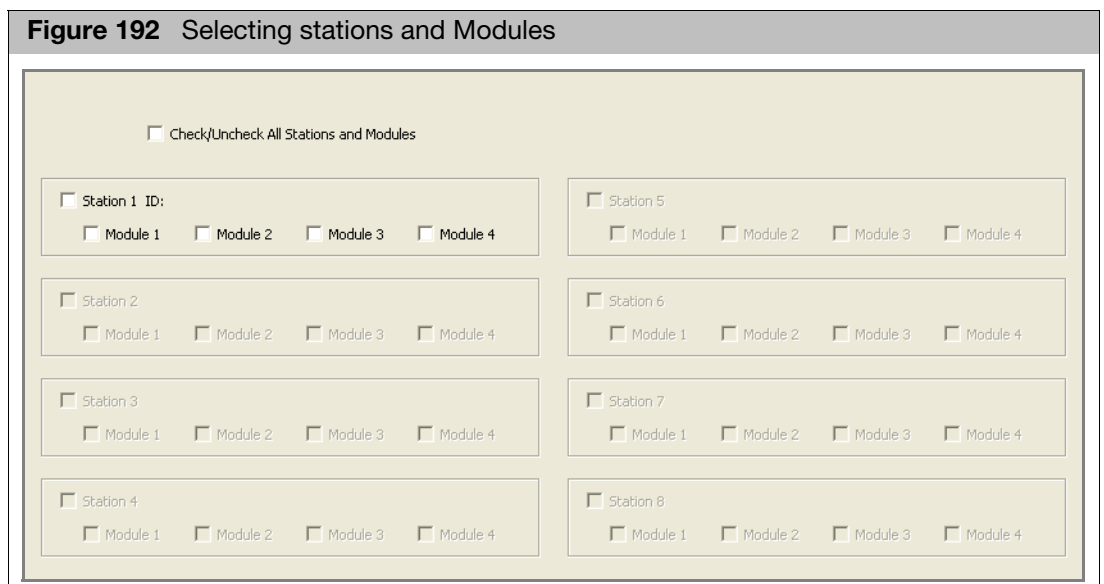 Figure 192 Selecting stations and Modules
Check/Uncheck All Stations and Modules
Station 1 ID:
Module 1 Module 2 Module 3 Module 4
Station 2
Module 1 Module 2 Module 3 Module 4
Station 3
Module 1 Module 2 Module 3 Module 4
Station 4
Module 1 Module 2 Module 3 Module 4
Station 5
Module 1 Module 2 Module 3 Module 4
Station 6
Module 1 Module 2 Module 3 Module 4
Station 7
Module 1 Module 2 Module 3 Module 4
Station 8
Module 1 Module 2 Module 3 Module 4